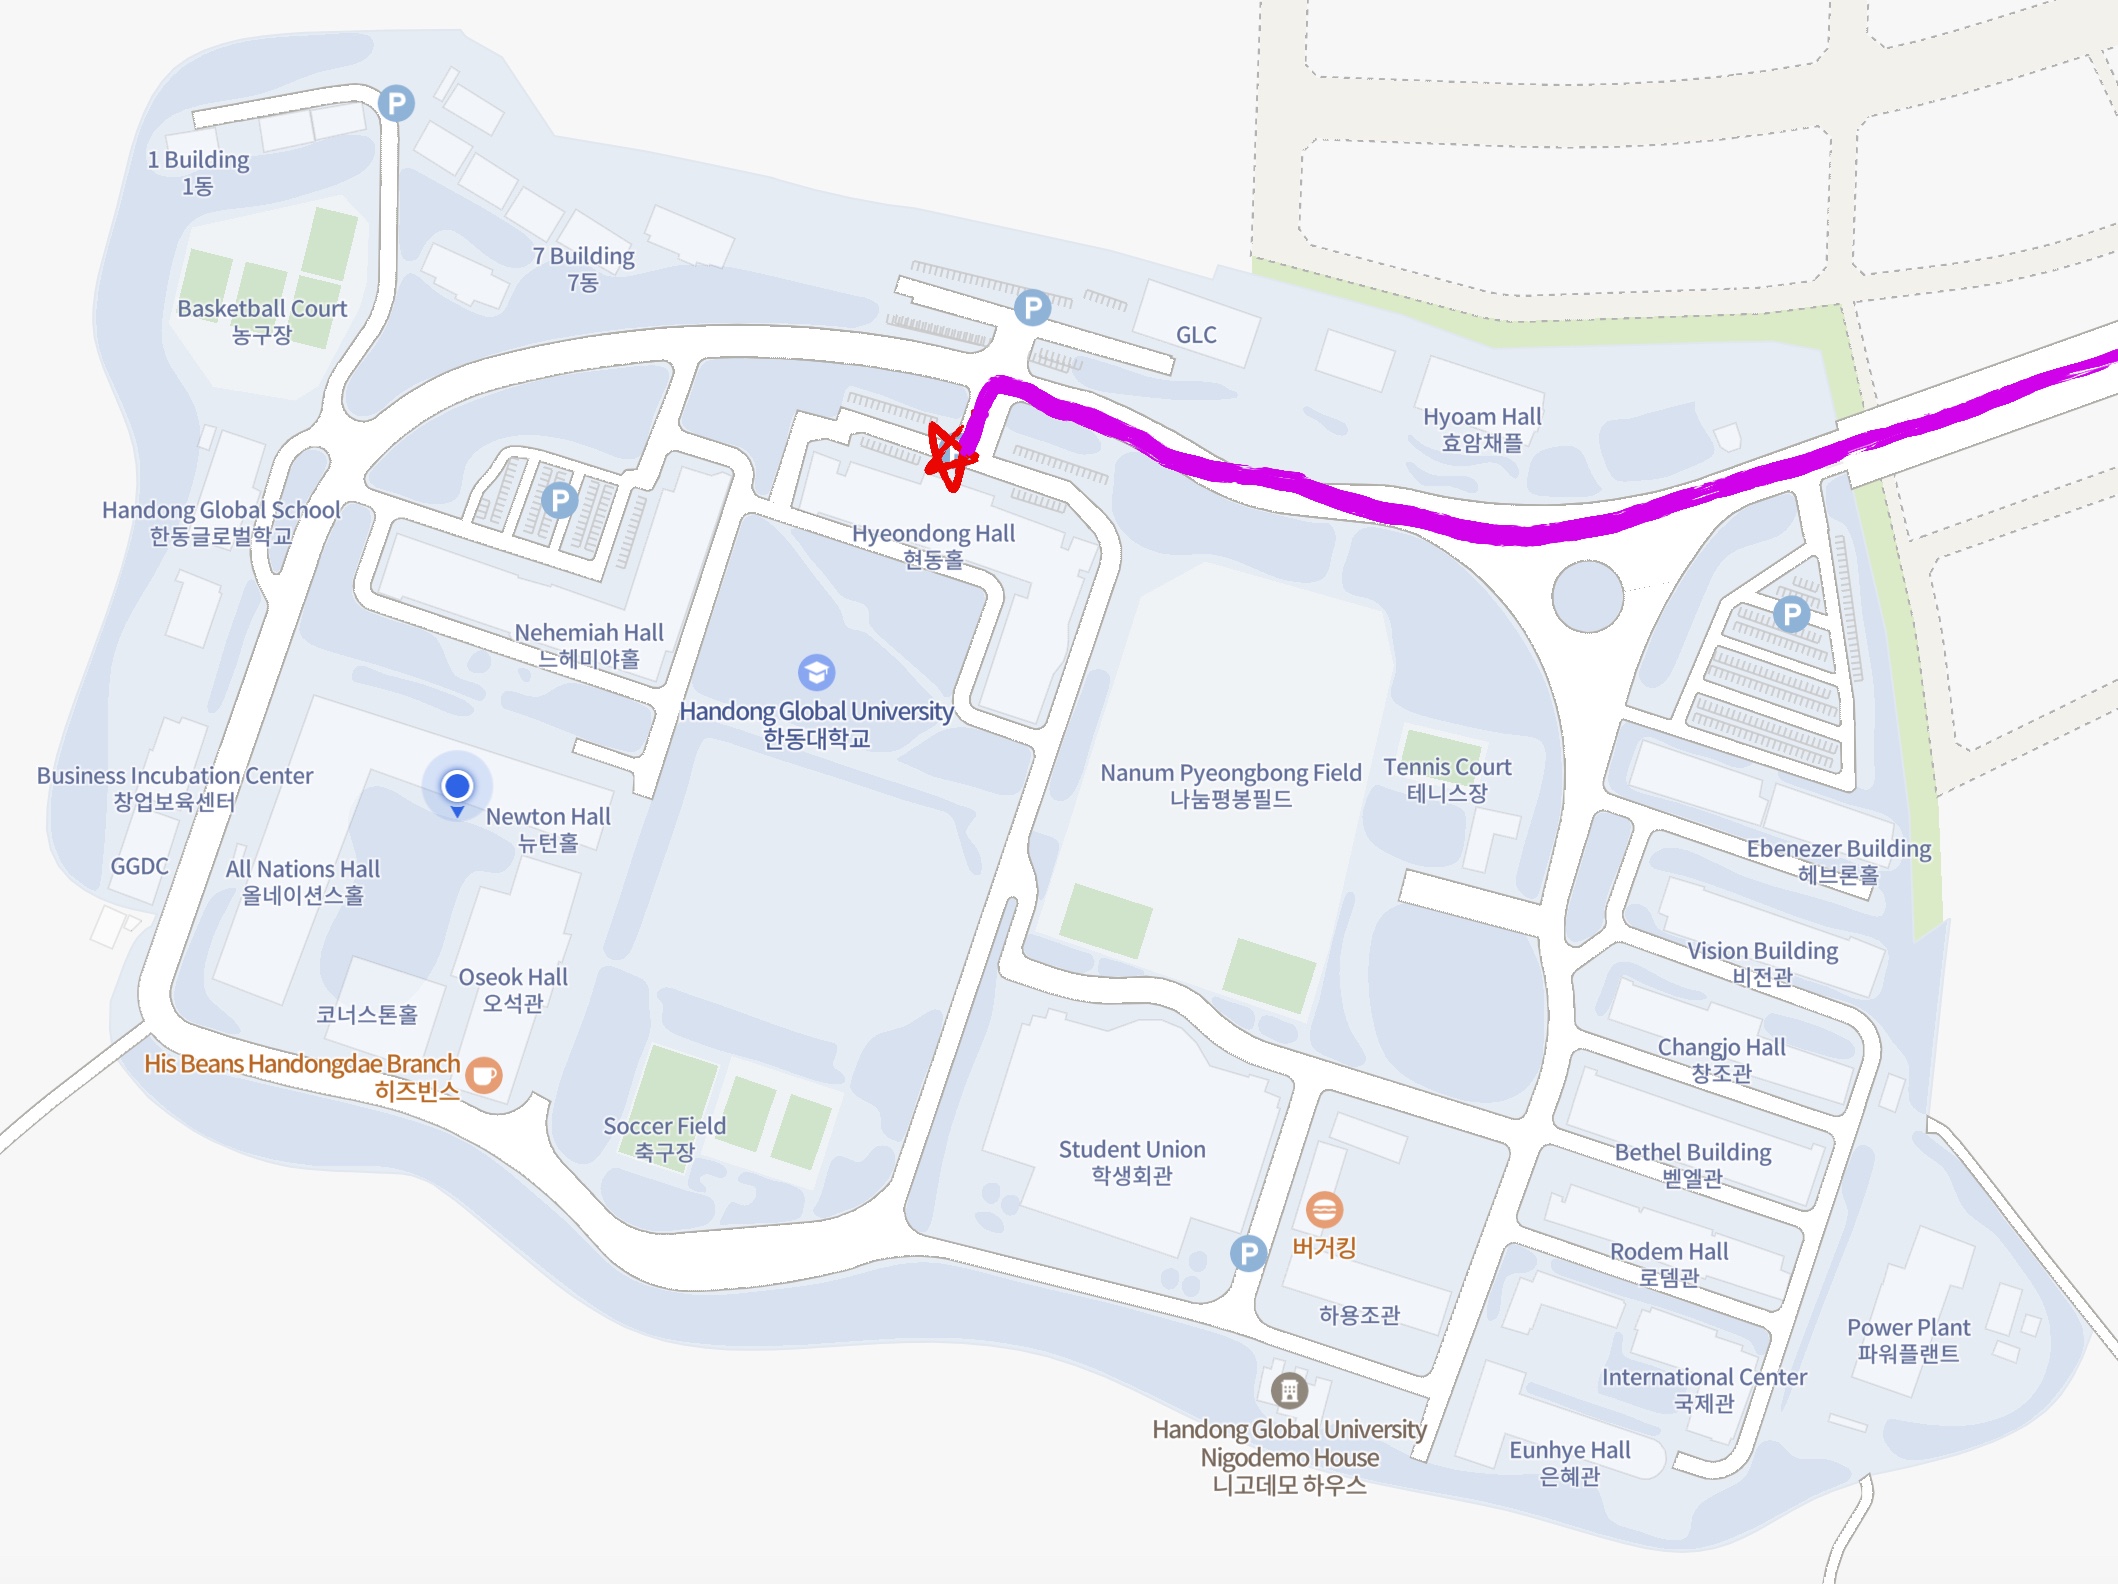 P
1 Building
1동
7 Building
7동
Basketball Court
농구장
P
GLC
Hyoam Hall
효암채플
Handong Global School
한동글로벌학교
P
Hyeondong Hall
현동홀
Nehemiah Hall
느헤미야홀
P
Handong Global University
한동대학교
Business Incubation Center
창업보육센터
Newton Hall
뉴턴홀
Nanum Pyeongbong Field
나눔평봉필드
Tennis Court
테니스장
GGDC
All Nations Hall
올네이션스홀
Ebenezer Building
헤브론홀
Oseok Hall
오석관
코너스톤홀
Vision Building
비전관
His Beans Handongdae Branch
히즈빈스
Changjo Hall
창조관
Soccer Field
축구장
Student Union
학생회관
Bethel Building
벧엘관
P
버거킹
Rodem Hall
로뎀관
하용조관
Power Plant
파워플랜트
International Center
국제관
Handong Global University
Nigodemo House
니고데모 하우스
Eunhye Hall
은혜관